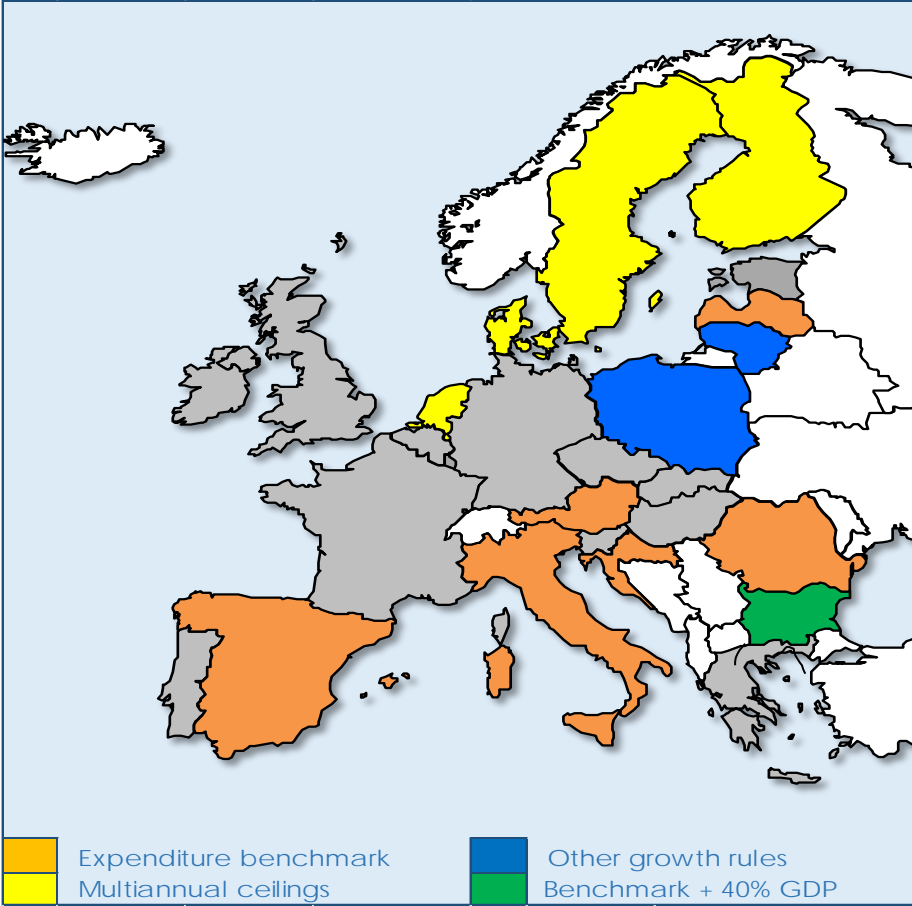 Expenditure benchmark
Multiannual ceilings
Other growth rules
Benchmark + 40% GDP